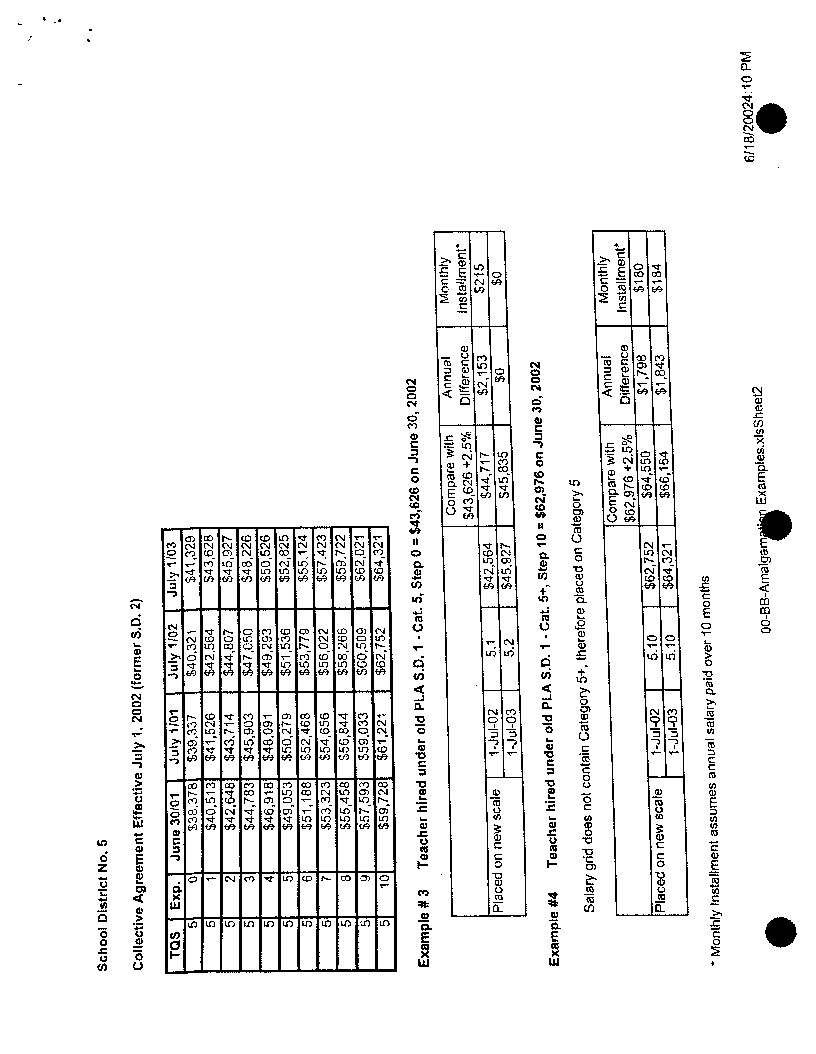 School District No. 5
Collective Agreement Effective July 1, 2002 (former S.D. 2)
TQS Exp. June 30/01 July 1/01 July 1/02 July 1/03
5 0 $38,378 $39,337 $40,321 $41,329
5 1 $40,513 $41,526 $42,564 $43,628
5 2 $42,648 $43,714 $44,807 $45,927
5 3 $44,783 $45,903 $47,050 $48,226
5 4 $46,918 $48,091 $49,293 $50,526
5 5 $49,053 $50,279 $51,536 $52,825
5 6 $51,188 $52,468 $53,779 $55,124
5 7 $53,323 $54,656 $56,022 $57,423
5 8 $55,458 $56,844 $58,266 $59,722
5 9 $57,593 $59,033 $60,509 $62,021
5 10 $59,728 $61,221 $62,752 $64,321
Example # 3 Teacher hired under old PLA S.D. 1 - Cat. 5, Step 0 = $43,626 on June 30, 2002
Compare with Annual Monthly
$43,626 +2.5% Difference Installment*
Placed on new scale 1-Jul-02 5.1 $42,564 $44,717 $2,153 $215
1-Jul-03 5.2 $45,927 $45,835 $0 $0
Example #4 Teacher hired under old PLA S.D. 1 - Cat. 5+, Step 10 = $62,976 on June 30, 2002
Salary grid does not contain Category 5+, therefore placed on Category 5
Compare with Annual Monthly
$62,976 +2.5% Difference Installment*
Placed on new scale 1-Jul-02 5.10 $62,752 $64,550 $1,798 $180
1-Jul-03 5.10 $64,321 $66,164 $1,843 $184
* Monthly Installment assumes annual salary paid over 10 months
00-BB-Amalgamation Examples.xlsSheet2
6/18/20024:10 PM